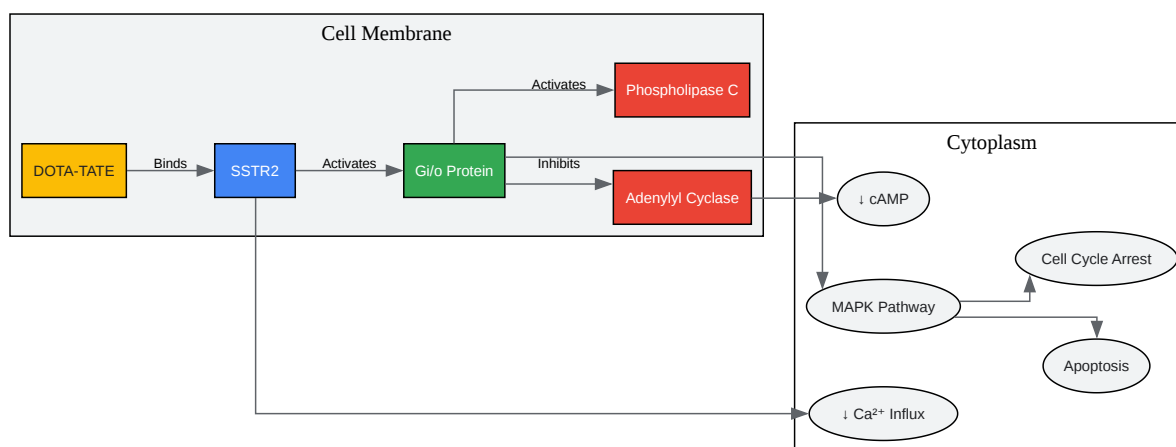 Cell Membrane
Activates
Phospholipase C
DOTA-TATE
Binds
SSTR2
Activates
Gi/o Protein
Inhibits
Adenylyl Cyclase
Cytoplasm
↓ cAMP
Cell Cycle Arrest
MAPK Pathway
Apoptosis
↓ Ca²⁺ Influx